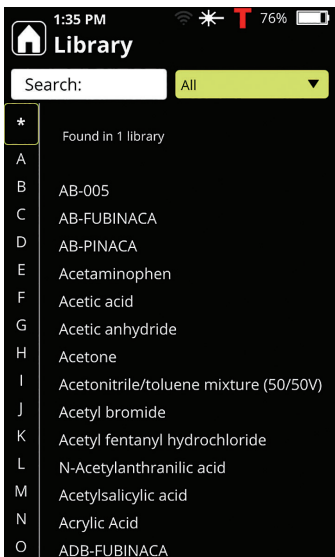 1:35 PM T 76%
Library
Search: All
*
Found in 1 library
A
B AB-005
C AB-FUBINACA
D AB-PINACA
E Acetaminophen
F Acetic acid
G Acetic anhydride
H Acetone
I Acetonitrile/toluene mixture (50/50V)
J Acetyl bromide
K Acetyl fentanyl hydrochloride
L N-Acetylanthranilic acid
M Acetylsalicylic acid
N Acrylic Acid
O ADB-FUBINACA